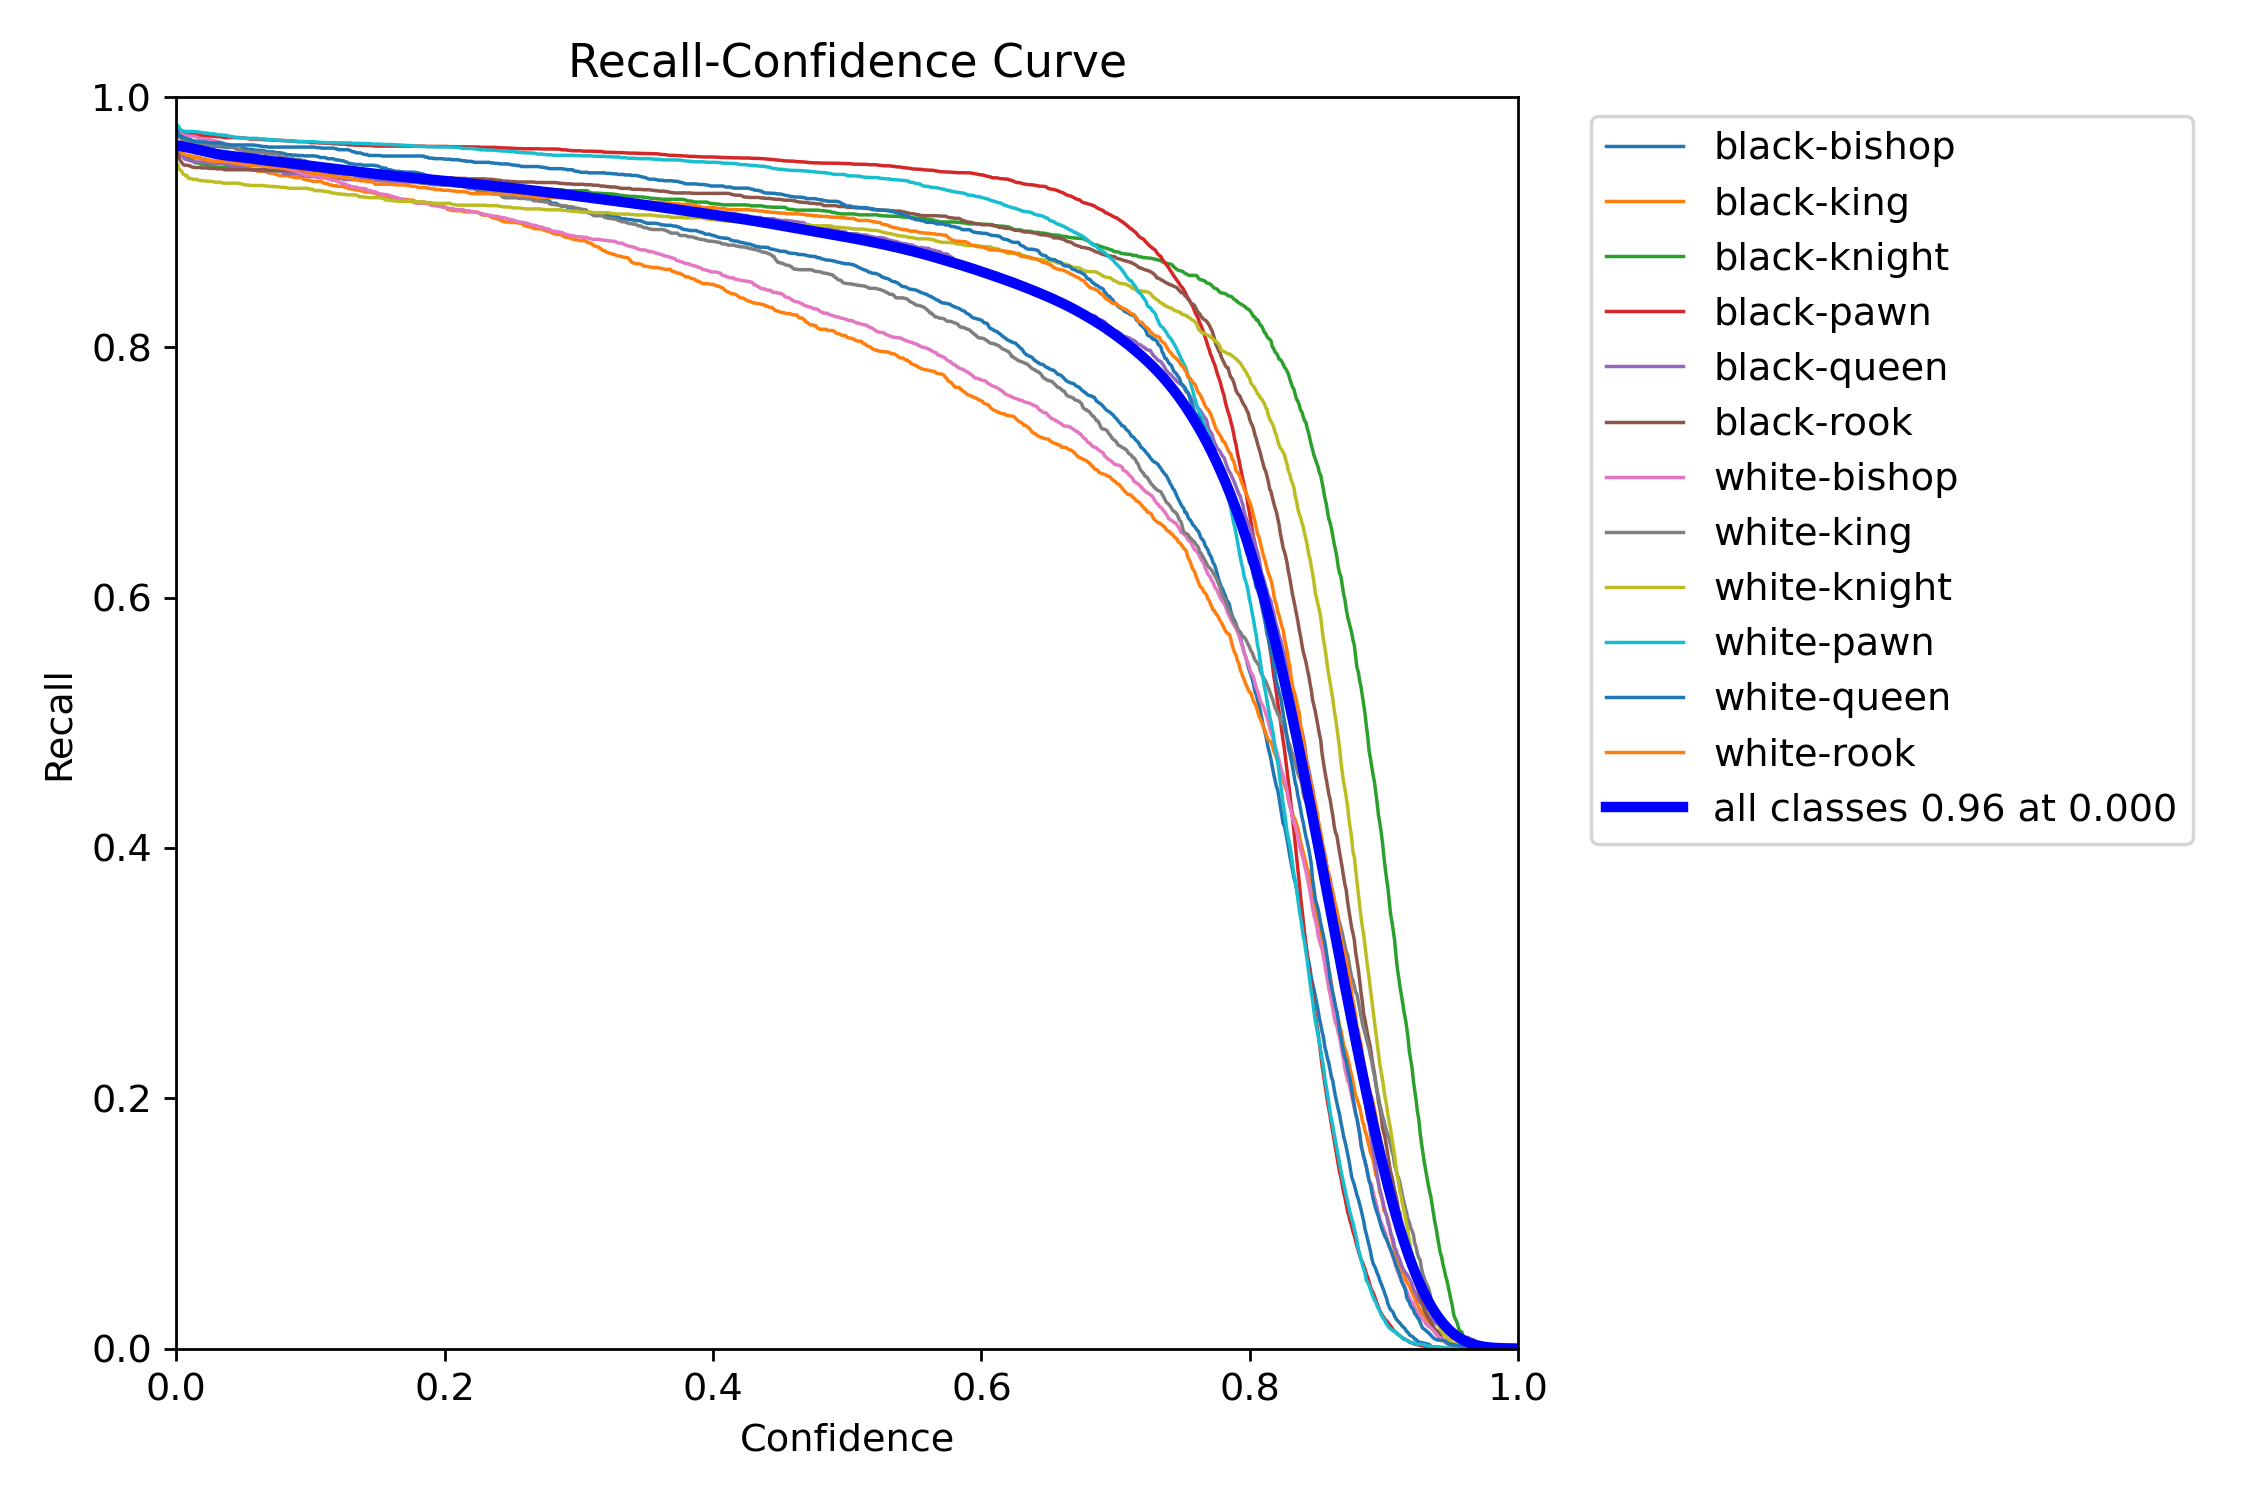 Recall-Confidence Curve
1.0
0.8
0.6
0.4
0.2
0.0
Recall
0.0 0.2 0.4 0.6 0.8 1.0
Confidence
black-bishop
black-king
black-knight
black-pawn
black-queen
black-rook
white-bishop
white-king
white-knight
white-pawn
white-queen
white-rook
all classes 0.96 at 0.000